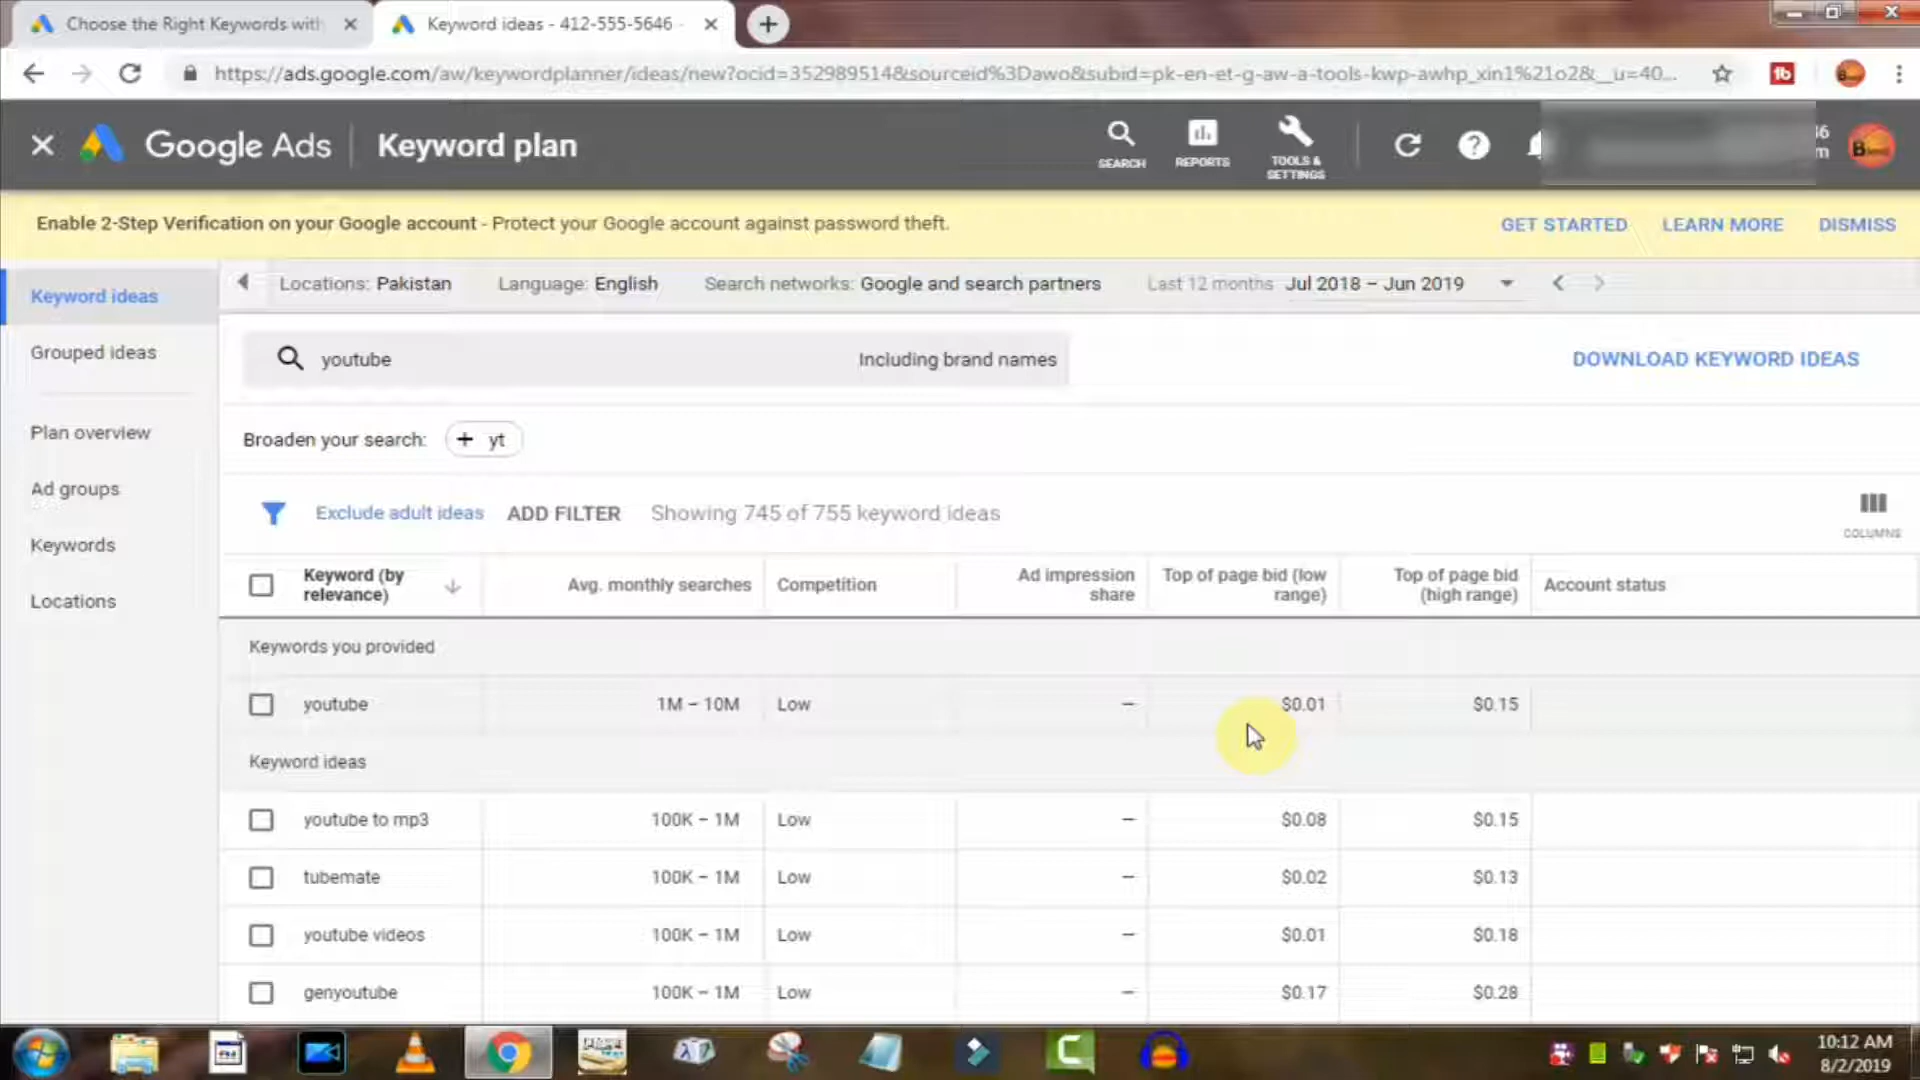 Choose the Right Keywords with
Keyword ideas - 412-555-5646 -
https://ads.google.com/aw/keywordplanner/ideas/new?ocid=352989514&sourceid%3Dawo&subid=pk-en-et-g-aw-a-tools-kwp-awhp_xin1%21o2&__u=40...
Google Ads
Keyword plan
SEARCH
REPORTS
TOOLS &
SETTINGS
Enable 2-Step Verification on your Google account - Protect your Google account against password theft.
GET STARTED
LEARN MORE
DISMISS
Keyword ideas
Grouped ideas
Plan overview
Ad groups
Keywords
Locations
Locations: Pakistan
Language: English
Search networks: Google and search partners
Last 12 months Jul 2018 – Jun 2019
youtube
Including brand names
DOWNLOAD KEYWORD IDEAS
Broaden your search:
+ yt
Exclude adult ideas
ADD FILTER
Showing 745 of 755 keyword ideas
COLUMNS
Keyword (by
relevance)
Avg. monthly searches
Competition
Ad impression
share
Top of page bid (low
range)
Top of page bid
(high range)
Account status
Keywords you provided
youtube 1M – 10M Low – $0.01 $0.15
Keyword ideas
youtube to mp3 100K – 1M Low – $0.08 $0.15
tubemate 100K – 1M Low – $0.02 $0.13
youtube videos 100K – 1M Low – $0.01 $0.18
genyoutube 100K – 1M Low – $0.17 $0.28
10:12 AM
8/2/2019